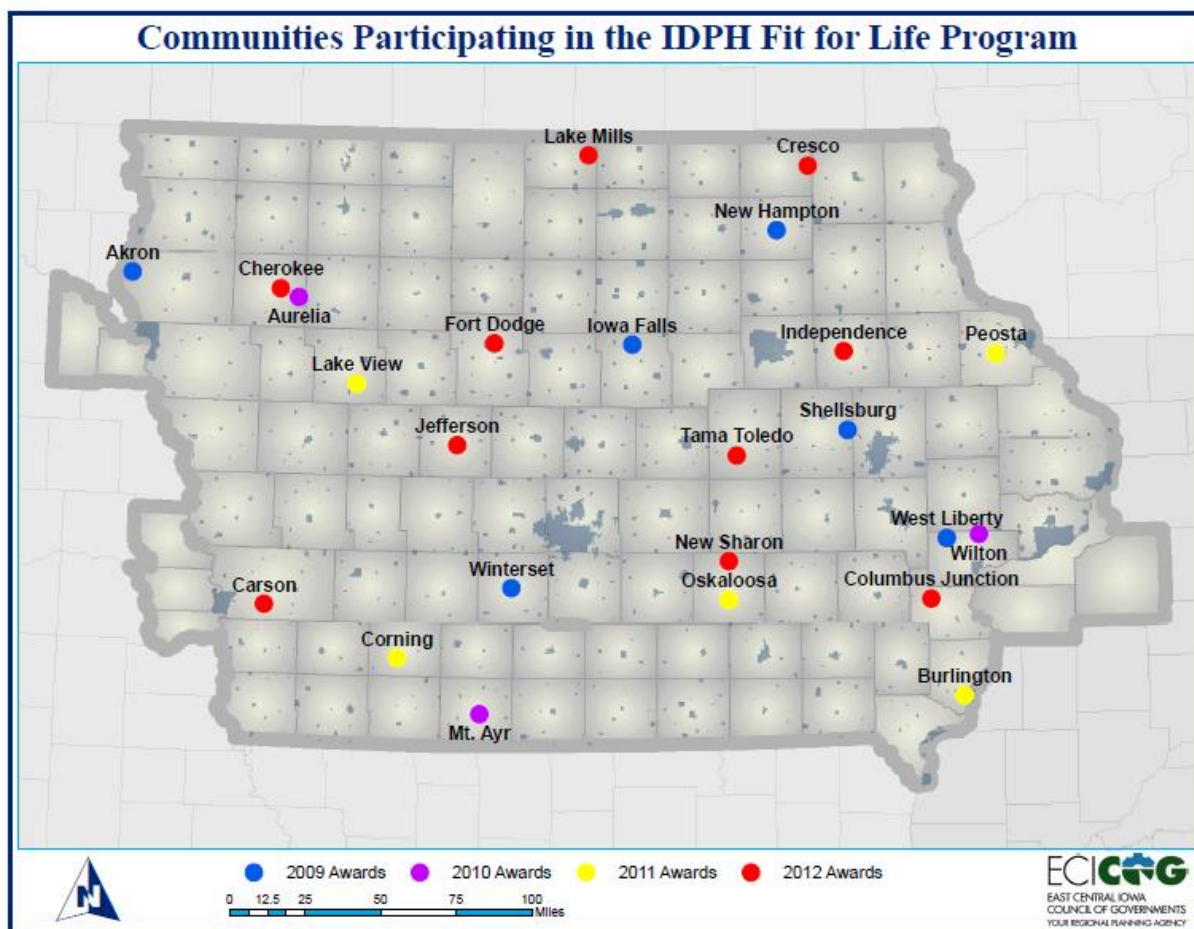 Communities Participating in the IDPH Fit for Life Program
Lake Mills
Cresco
New Hampton
Akron
Cherokee
Aurelia
Fort Dodge
Iowa Falls
Independence
Peosta
Lake View
Shellsburg
Jefferson
Tama Toledo
West Liberty
Wilton
New Sharon
Winterset
Oskaloosa
Columbus Junction
Carson
Corning
Burlington
Mt. Ayr
N
2009 Awards
2010 Awards
2011 Awards
2012 Awards
0 12.5 25 50 75 100
Miles
ECICOG
EAST CENTRAL IOWA
COUNCIL OF GOVERNMENTS
YOUR REGIONAL PLANNING AGENCY